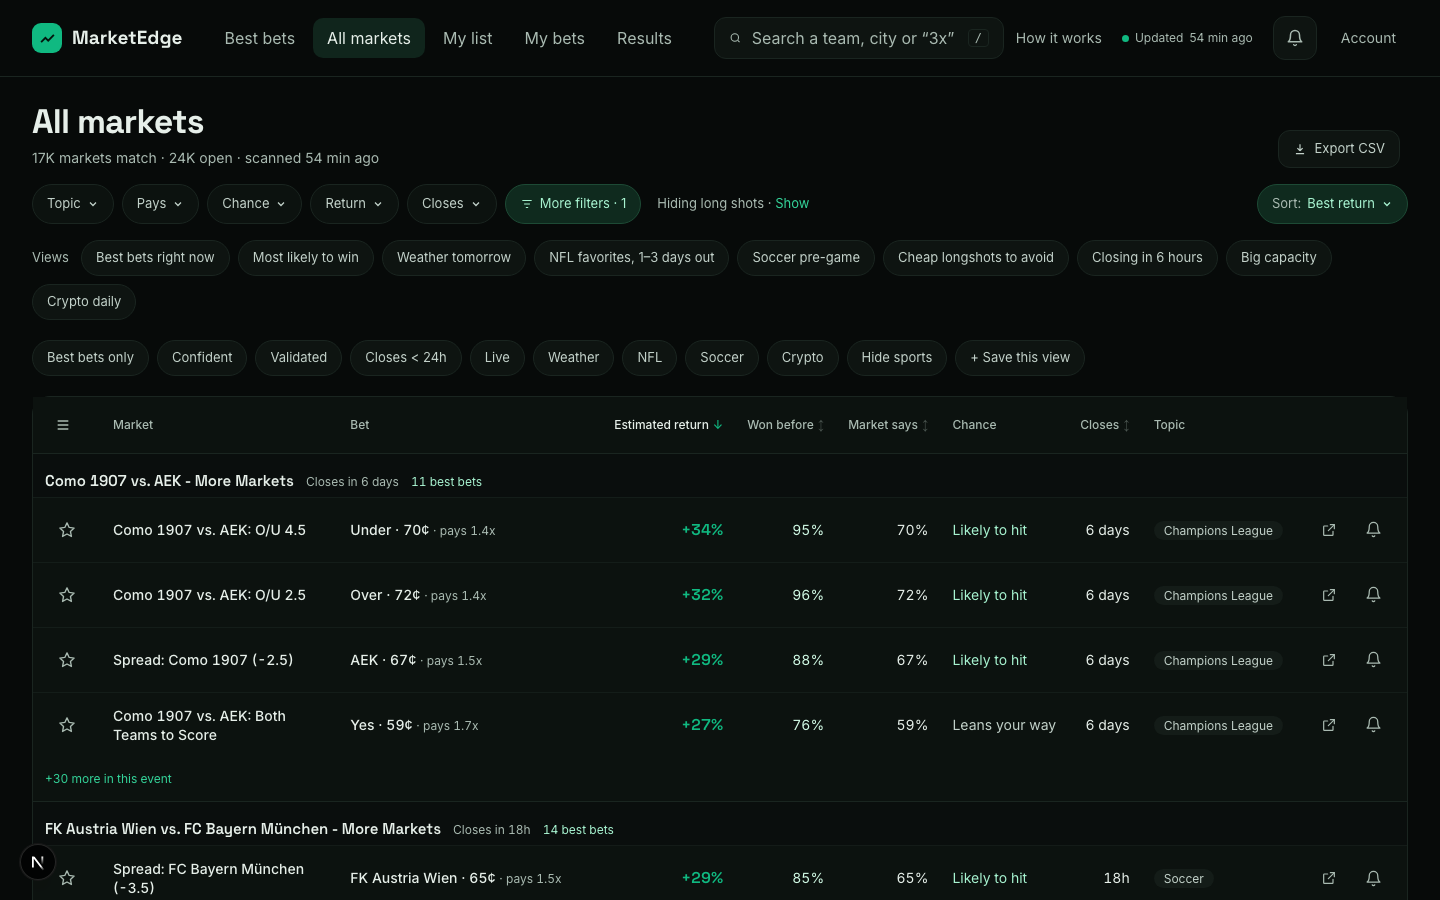 MarketEdge
Best bets
All markets
My list
My bets
Results
Search a team, city or “3x”
/
How it works
Updated 54 min ago
Account
All markets
17K markets match · 24K open · scanned 54 min ago
Export CSV
Topic
Pays
Chance
Return
Closes
More filters · 1
Hiding long shots · Show
Sort: Best return
Views
Best bets right now
Most likely to win
Weather tomorrow
NFL favorites, 1–3 days out
Soccer pre-game
Cheap longshots to avoid
Closing in 6 hours
Big capacity
Crypto daily
Best bets only
Confident
Validated
Closes < 24h
Live
Weather
NFL
Soccer
Crypto
Hide sports
+ Save this view
Market
Bet
Estimated return ↓
Won before
Market says
Chance
Closes
Topic
Como 1907 vs. AEK - More Markets Closes in 6 days 11 best bets
Como 1907 vs. AEK: O/U 4.5 Under · 70¢ · pays 1.4x +34% 95% 70% Likely to hit 6 days Champions League
Como 1907 vs. AEK: O/U 2.5 Over · 72¢ · pays 1.4x +32% 96% 72% Likely to hit 6 days Champions League
Spread: Como 1907 (-2.5) AEK · 67¢ · pays 1.5x +29% 88% 67% Likely to hit 6 days Champions League
Como 1907 vs. AEK: Both
Teams to Score
Yes · 59¢ · pays 1.7x +27% 76% 59% Leans your way 6 days Champions League
+30 more in this event
FK Austria Wien vs. FC Bayern München - More Markets Closes in 18h 14 best bets
Spread: FC Bayern München
(-3.5)
FK Austria Wien · 65¢ · pays 1.5x +29% 85% 65% Likely to hit 18h Soccer
N